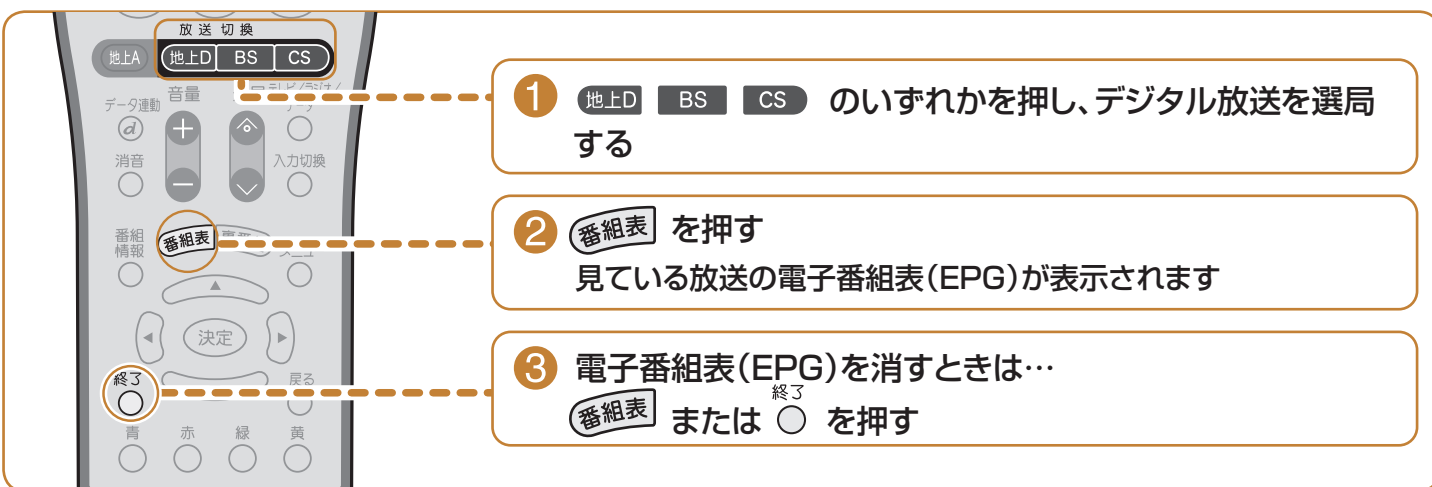 放送切換
地上A 地上D BS CS
データ連動 音量
d
＋
消音 入力切換
－
番組
情報
番組表
メニュー
決定
終了 戻る
青 赤 緑 黄
1 地上D BS CS のいずれかを押し、デジタル放送を選局
する
2 番組表 を押す
見ている放送の電子番組表（EPG）が表示されます
3 電子番組表（EPG）を消すときは…
終了
番組表 または を押す